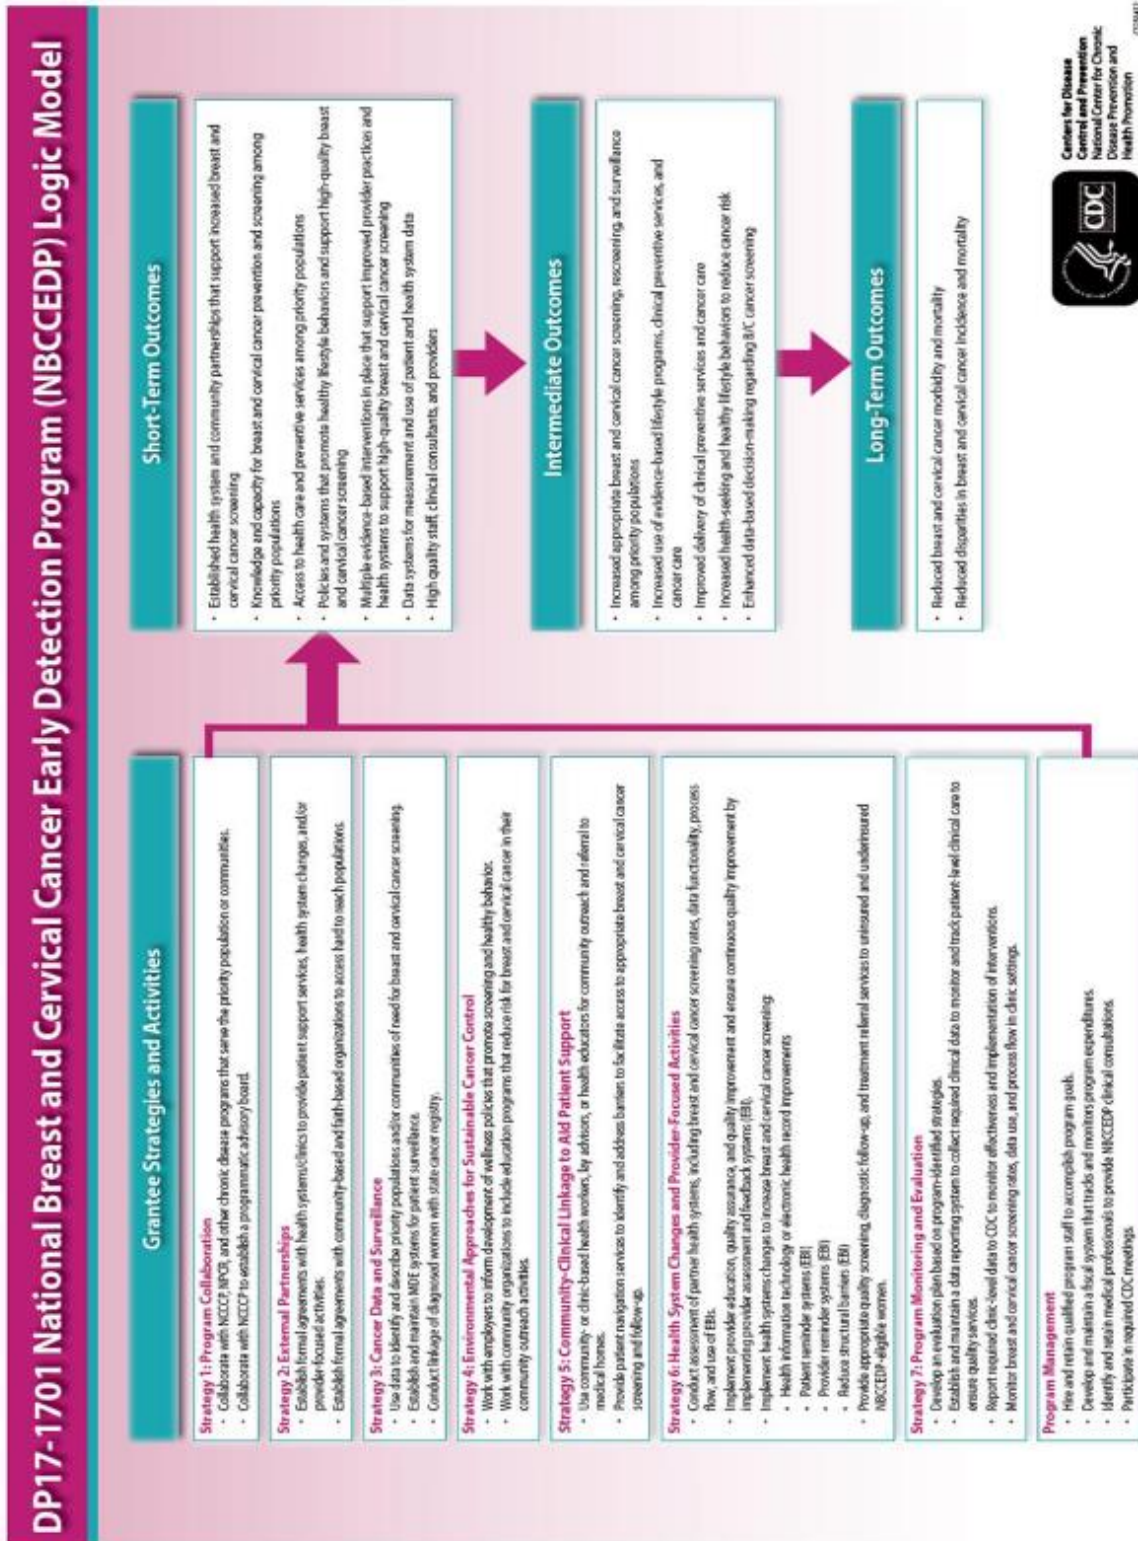 DP17-1701 National Breast and Cervical Cancer Early Detection Program (NBCCEDP) Logic Model
Grantee Strategies and Activities
Strategy 1: Program Collaboration
• Collaborate with NCCCP, NPCR, and other chronic disease programs that serve the priority population or communities.
• Collaborate with NCCCP to establish a programmatic advisory board.
Strategy 2: External Partnerships
• Establish formal agreements with health systems/clinics to provide patient support services, health system changes, and/or
provider-focused activities.
• Establish formal agreements with community-based and faith-based organizations to access hard to reach populations.
Strategy 3: Cancer Data and Surveillance
• Use data to identify and describe priority populations and/or communities of need for breast and cervical cancer screening.
• Establish and maintain MDE systems for patient surveillance.
• Conduct linkage of diagnosed women with state cancer registry.
Strategy 4: Environmental Approaches for Sustainable Cancer Control
• Work with employers to inform development of wellness policies that promote screening and healthy behavior.
• Work with community organizations to include education programs that reduce risk for breast and cervical cancer in their
community outreach activities.
Strategy 5: Community-Clinical Linkage to Aid Patient Support
• Use community- or clinic-based health workers, lay advisors, or health educators for community outreach and referral to
medical homes.
• Provide patient navigation services to identify and address barriers to facilitate access to appropriate breast and cervical cancer
screening and follow-up.
Strategy 6: Health System Changes and Provider-Focused Activities
• Conduct assessment of partner health systems, including breast and cervical cancer screening rates, data functionality, process
flow, and use of EBIs.
• Implement provider education, quality assurance, and quality improvement and ensure continuous quality improvement by
implementing provider assessment and feedback systems (EBI).
• Implement health systems changes to increase breast and cervical cancer screening:
• Health information technology or electronic health record improvements
• Patient reminder systems (EBI)
• Provider reminder systems (EBI)
• Reduce structural barriers (EBI)
• Provide appropriate quality screening, diagnostic follow-up, and treatment referral services to uninsured and underinsured
NBCCEDP-eligible women.
Strategy 7: Program Monitoring and Evaluation
• Develop an evaluation plan based on program-identified strategies.
• Establish and maintain a data reporting system to collect required clinical data to monitor and track patient-level clinical care to
ensure quality services.
• Report required clinic-level data to CDC to monitor effectiveness and implementation of interventions.
• Monitor breast and cervical cancer screening rates, data use, and process flow in clinic settings.
Program Management
• Hire and retain qualified program staff to accomplish program goals.
• Develop and maintain a fiscal system that tracks and monitors program expenditures.
• Identify and retain medical professionals to provide NBCCEDP clinical consultations.
• Participate in required CDC meetings.
Short-Term Outcomes
• Established health system and community partnerships that support increased breast and
cervical cancer screening
• Knowledge and capacity for breast and cervical cancer prevention and screening among
priority populations
• Access to health care and preventive services among priority populations
• Policies and systems that promote healthy lifestyle behaviors and support high-quality breast
and cervical cancer screening
• Multiple evidence-based interventions in place that support improved provider practices and
health systems to support high-quality breast and cervical cancer screening
• Data systems for measurement and use of patient and health system data
• High quality staff, clinical consultants, and providers
Intermediate Outcomes
• Increased appropriate breast and cervical cancer screening, rescreening, and surveillance
among priority populations
• Increased use of evidence-based lifestyle programs, clinical preventive services, and
cancer care
• Improved delivery of clinical preventive services and cancer care
• Increased health-seeking and healthy lifestyle behaviors to reduce cancer risk
• Enhanced data-based decision-making regarding B/C cancer screening
Long-Term Outcomes
• Reduced breast and cervical cancer morbidity and mortality
• Reduced disparities in breast and cervical cancer incidence and mortality
CDC
Centers for Disease
Control and Prevention
National Center for Chronic
Disease Prevention and
Health Promotion